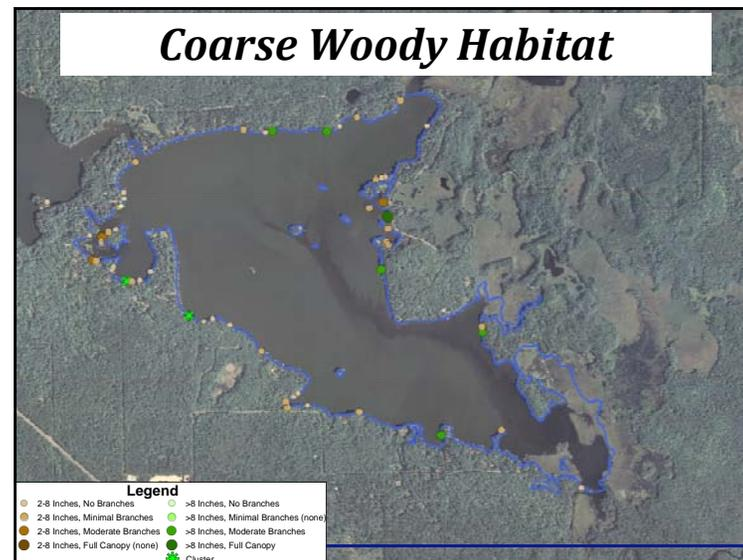 Coarse Woody Habitat
Legend
2-8 Inches, No Branches
>8 Inches, No Branches
2-8 Inches, Minimal Branches
>8 Inches, Minimal Branches (none)
2-8 Inches, Moderate Branches
>8 Inches, Moderate Branches
2-8 Inches, Full Canopy (none)
>8 Inches, Full Canopy
Cluster